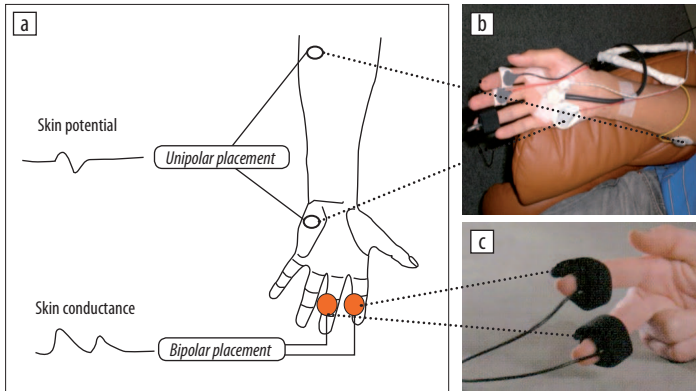 a
Skin potential
Unipolar placement
Skin conductance
Bipolar placement
b
c